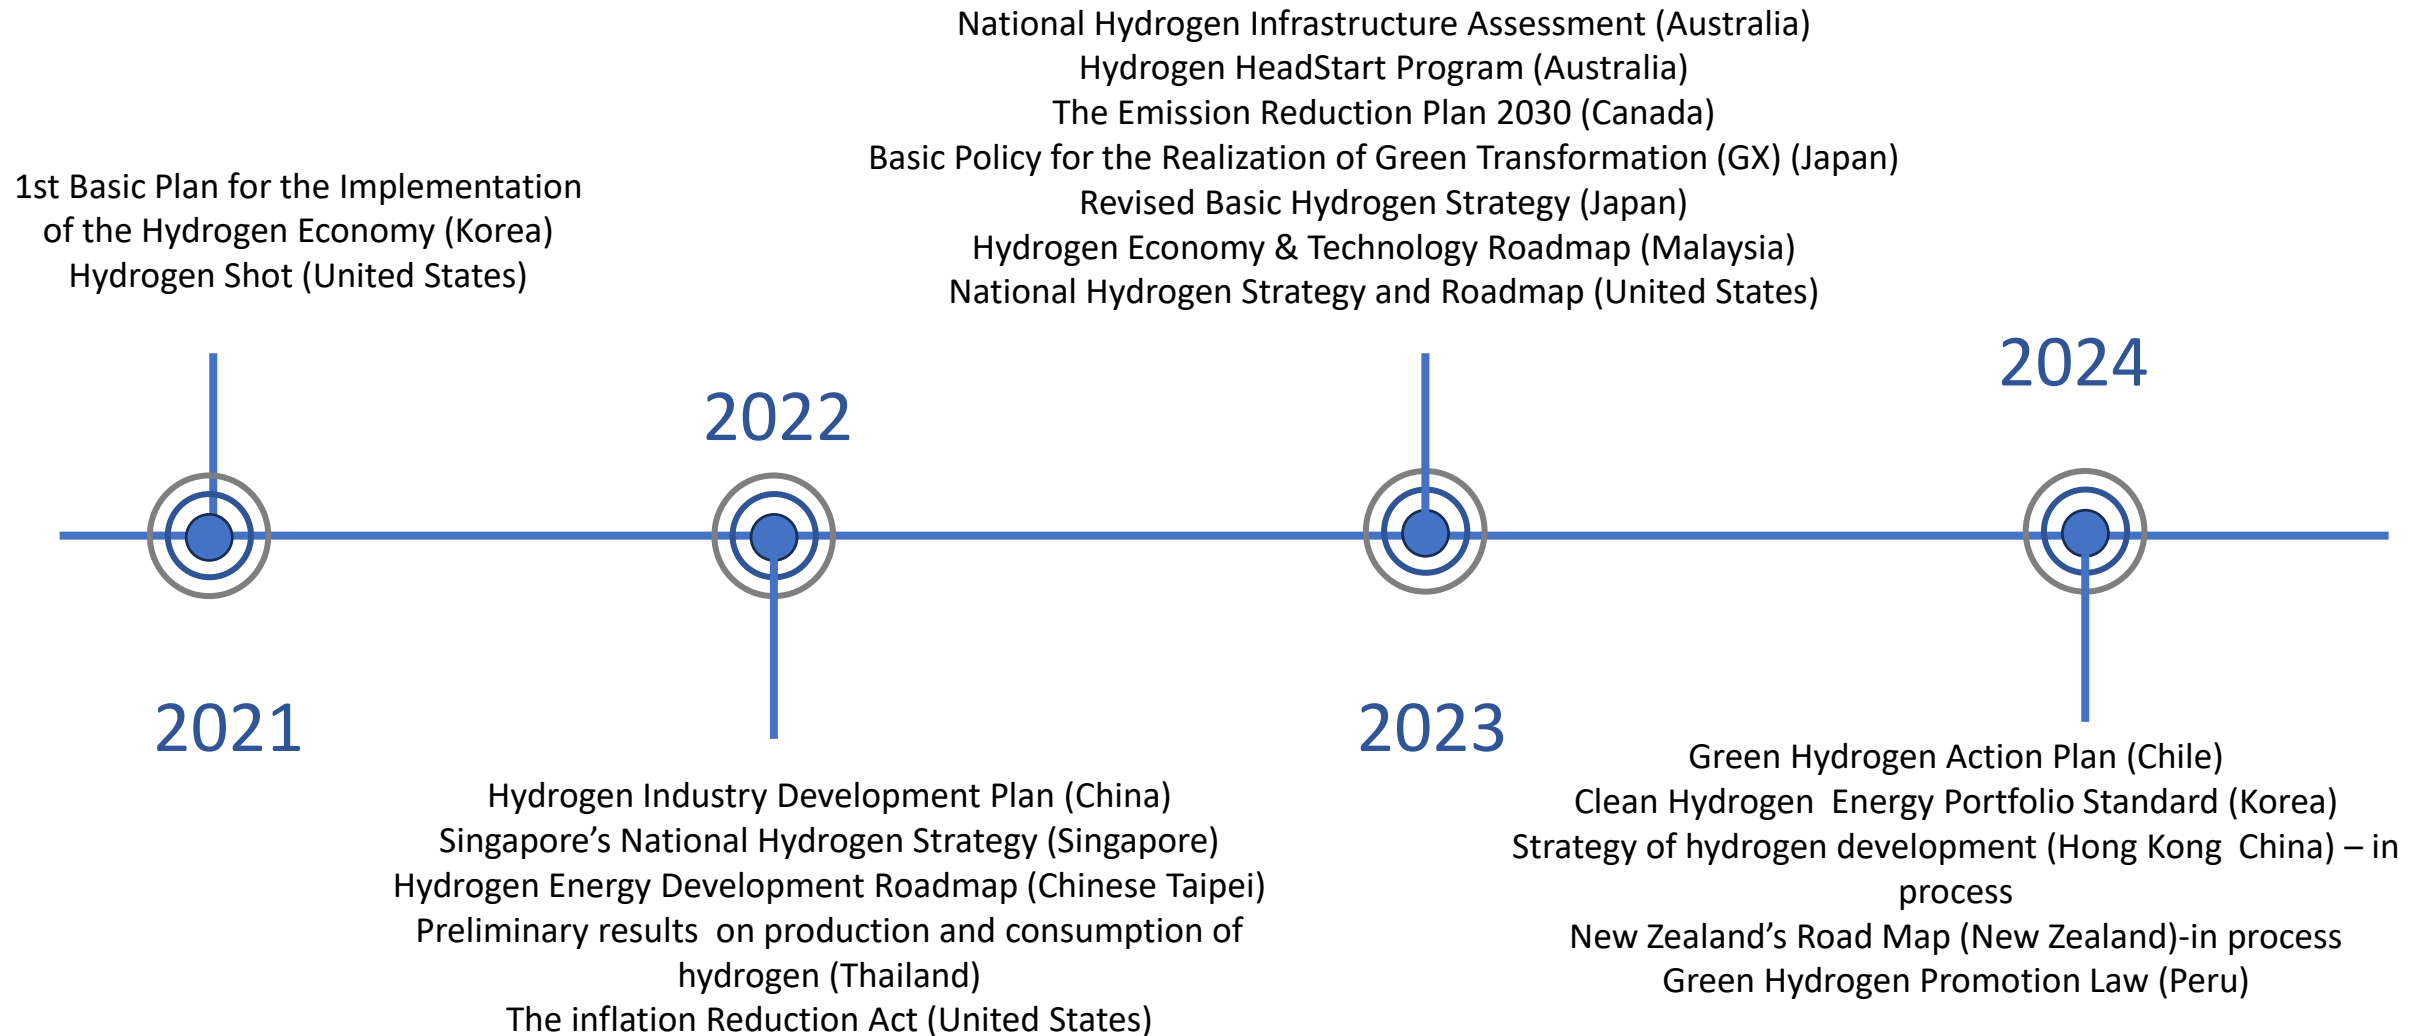 National Hydrogen Infrastructure Assessment (Australia)
Hydrogen HeadStart Program (Australia)
The Emission Reduction Plan 2030 (Canada)
Basic Policy for the Realization of Green Transformation (GX) (Japan)
Revised Basic Hydrogen Strategy (Japan)
Hydrogen Economy & Technology Roadmap (Malaysia)
National Hydrogen Strategy and Roadmap (United States)
1st Basic Plan for the Implementation
of the Hydrogen Economy (Korea)
Hydrogen Shot (United States)
2022
2024
2021
2023
Hydrogen Industry Development Plan (China)
Singapore’s National Hydrogen Strategy (Singapore)
Hydrogen Energy Development Roadmap (Chinese Taipei)
Preliminary results  on production and consumption of
hydrogen (Thailand)
The inflation Reduction Act (United States)
Green Hydrogen Action Plan (Chile)
Clean Hydrogen  Energy Portfolio Standard (Korea)
Strategy of hydrogen development (Hong Kong  China) – in
process
New Zealand’s Road Map (New Zealand)-in process
Green Hydrogen Promotion Law (Peru)